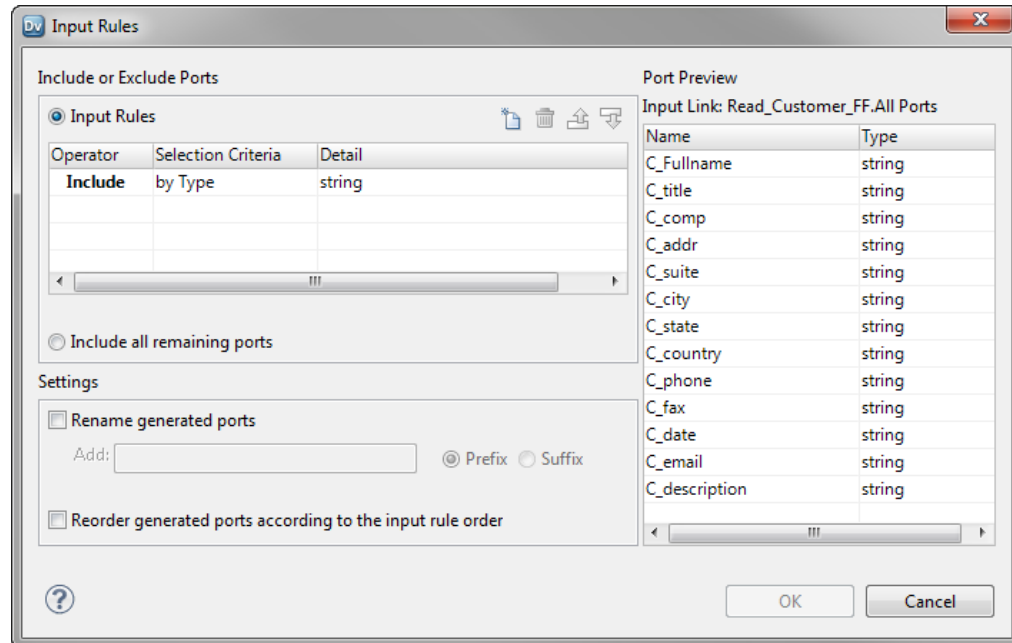 Dv Input Rules
Include or Exclude Ports
Input Rules
Operator Selection Criteria Detail
Include by Type string
Include all remaining ports
Settings
Rename generated ports
Add: Prefix Suffix
Reorder generated ports according to the input rule order
Port Preview
Input Link: Read_Customer_FF.All Ports
Name Type
C_Fullname string
C_title string
C_comp string
C_addr string
C_suite string
C_city string
C_state string
C_country string
C_phone string
C_fax string
C_date string
C_email string
C_description string
? OK Cancel